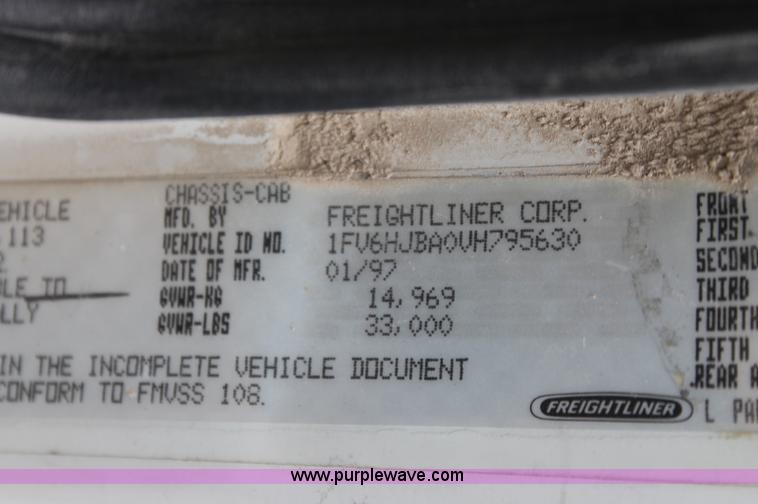 CHASSIS-CAB
EHICLE MFD. BY FREIGHTLINER CORP. FRONT
113 VEHICLE ID NO. 1FV6HJBA0VH795630 FIRST
2 DATE OF MFR. 01/97 SECOND
LE TO GVWR-KG 14,969 THIRD
LLY GVWR-LBS 33,000 FOURTH
IN THE INCOMPLETE VEHICLE DOCUMENT FIFTH
CONFORM TO FMVSS 108. REAR A
FREIGHTLINER L PA
www.purplewave.com